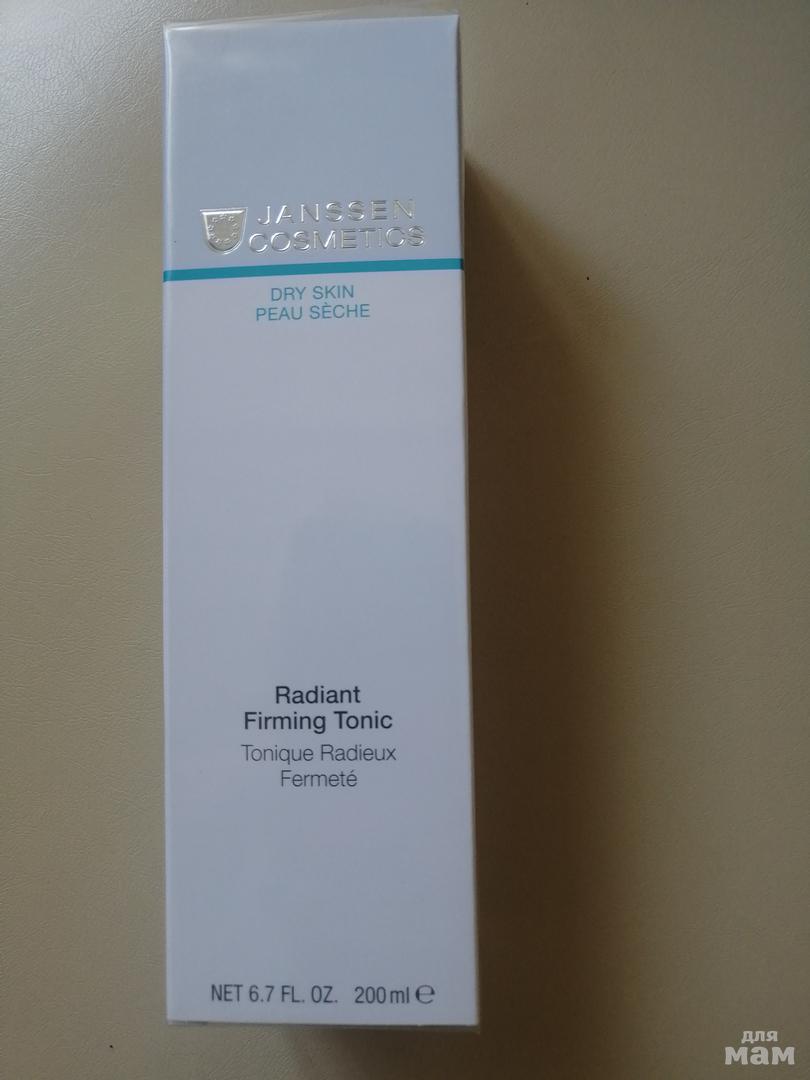 JANSSEN
COSMETICS
DRY SKIN
PEAU SÈCHE
Radiant
Firming Tonic
Tonique Radieux
Fermeté
NET 6.7 FL. OZ. 200 ml ℮
для
мам